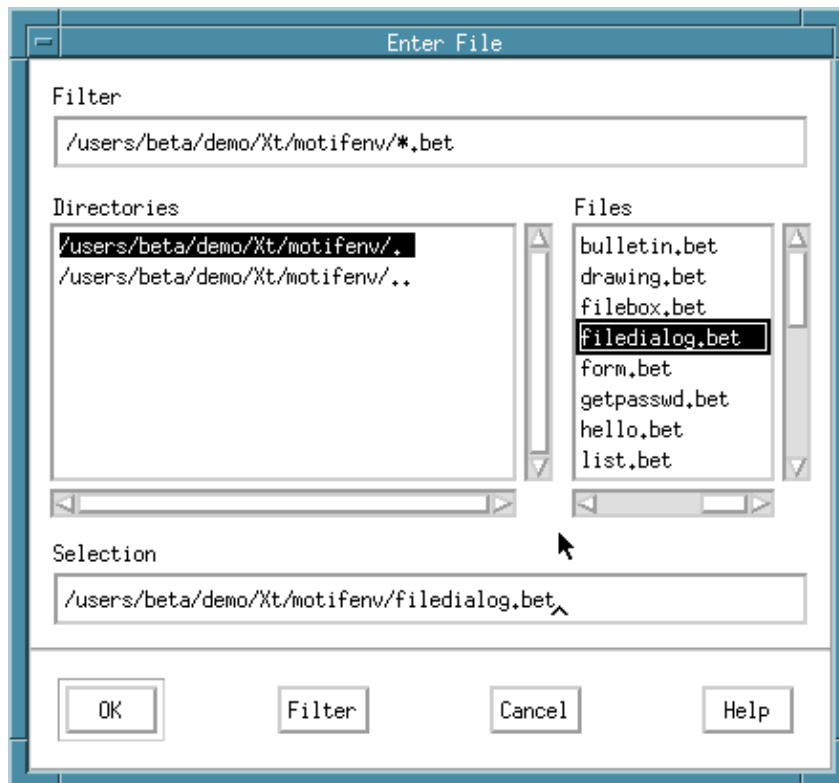 Enter File
Filter
/users/beta/demo/Xt/motifenv/*.bet
Directories
/users/beta/demo/Xt/motifenv/.
/users/beta/demo/Xt/motifenv/..
Files
bulletin.bet
drawing.bet
filebox.bet
filedialog.bet
form.bet
getpasswd.bet
hello.bet
list.bet
Selection
/users/beta/demo/Xt/motifenv/filedialog.bet
OK
Filter
Cancel
Help